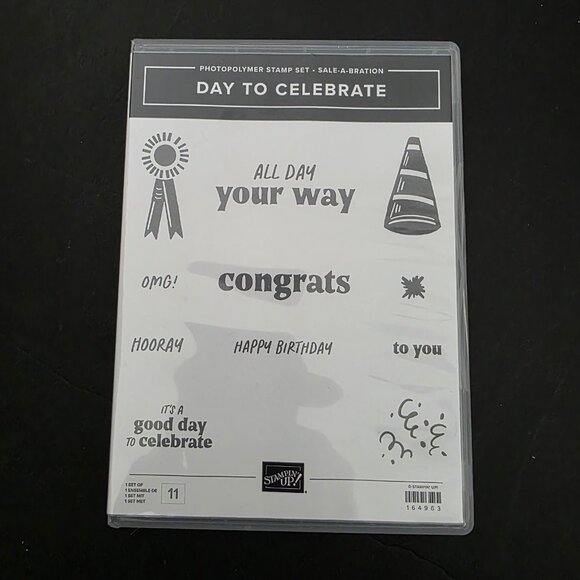 PHOTOPOLYMER STAMP SET • SALE-A-BRATION
DAY TO CELEBRATE
ALL DAY
your way
OMG!
congrats
HOORAY
HAPPY BIRTHDAY
to you
IT'S A
good day
TO celebrate
STAMPIN' UP!®
1 SET OF
1 ENSEMBLE DE
1 SET MIT
1 SET MET
11
© STAMPIN' UP!
164963